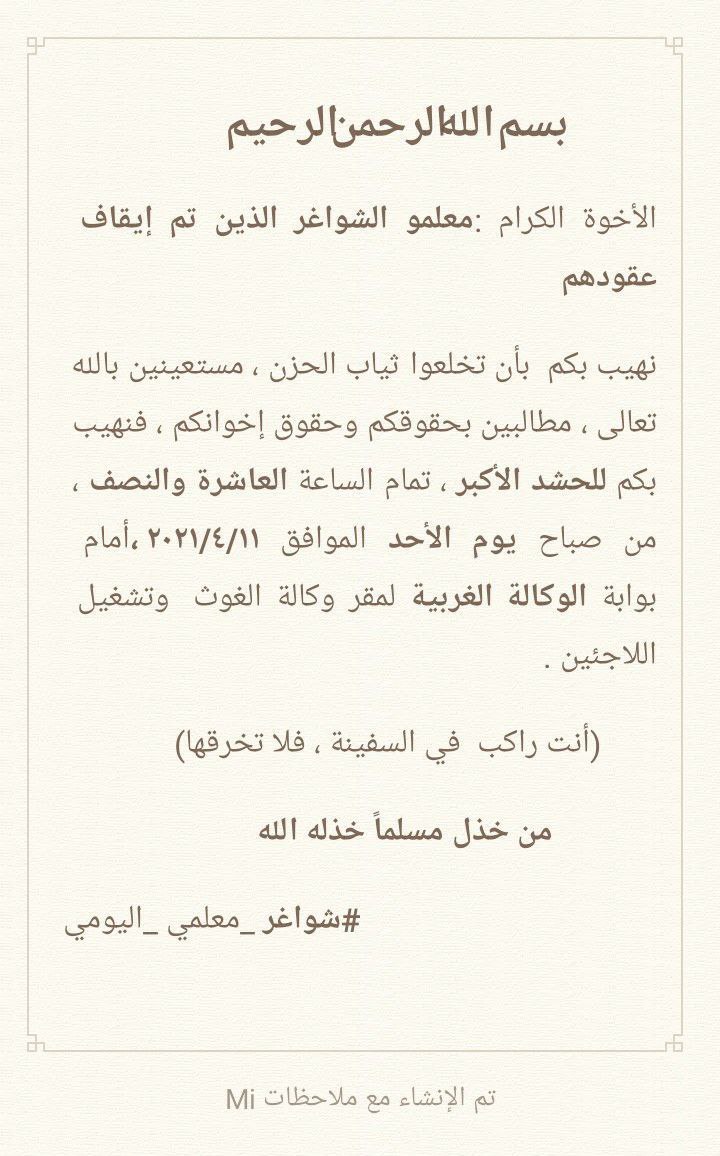 بسم الله الرحمن الرحيم
الأخوة الكرام :معلمو الشواغر الذين تم إيقاف
عقودهم
نهيب بكم بأن تخلعوا ثياب الحزن ، مستعينين بالله
تعالى ، مطالبين بحقوقكم وحقوق إخوانكم ، فنهيب
بكم للحشد الأكبر ، تمام الساعة العاشرة والنصف ،
من صباح يوم الأحد الموافق ٢٠٢١/٤/١١ ،أمام
بوابة الوكالة الغربية لمقر وكالة الغوث وتشغيل
اللاجئين .
(أنت راكب في السفينة ، فلا تخرقها)
من خذل مسلماً خذله الله
#شواغر _معلمي _اليومي
تم الإنشاء مع ملاحظات Mi